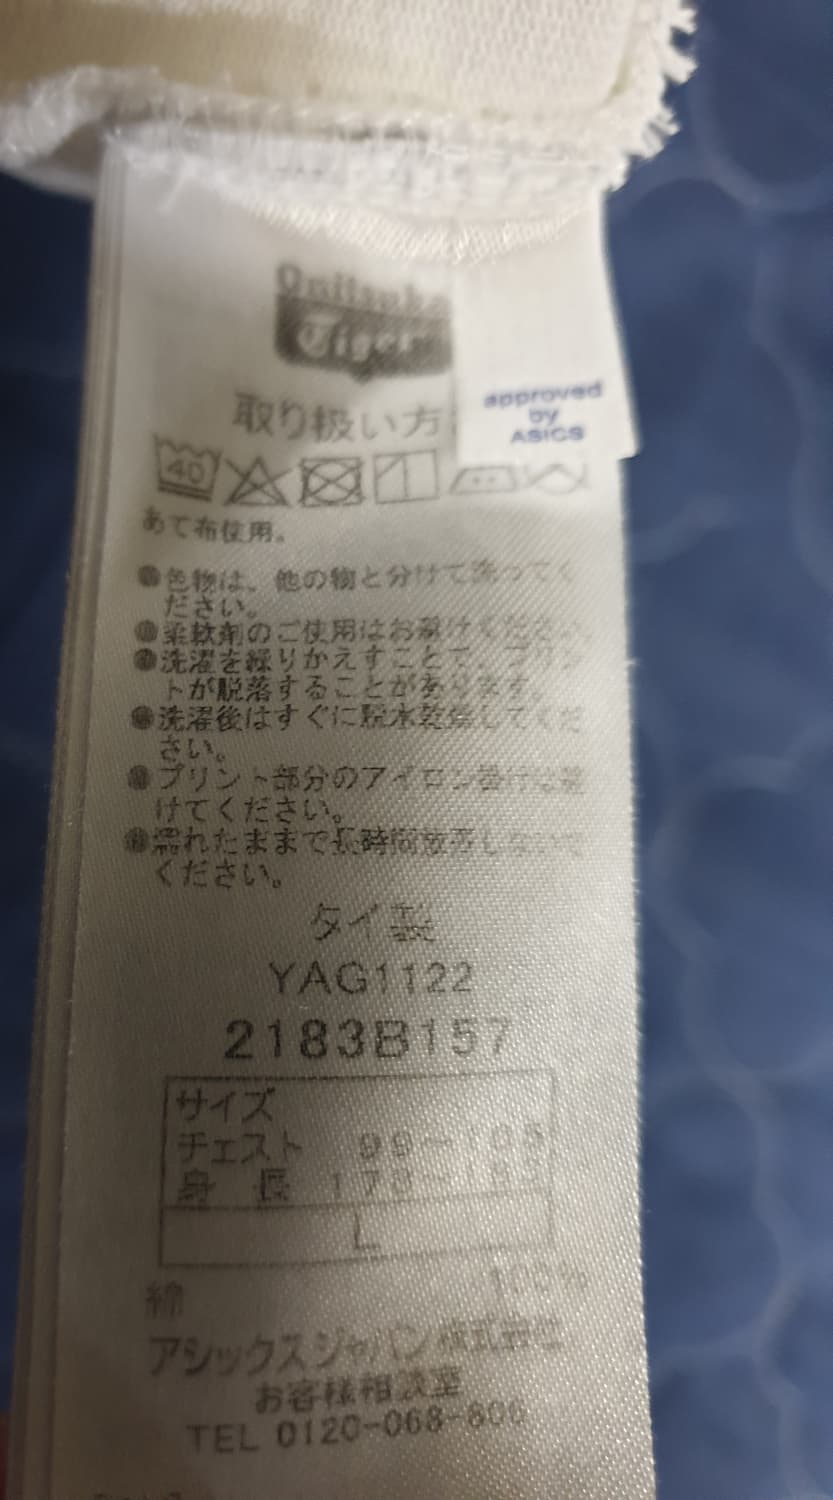 Onitsuka
Tiger
approved
by
ASICS
取り扱い方
40
あて布使用。
色物は、他の物と分けて洗ってく
ださい。
柔軟剤のご使用はお避けください。
洗濯を繰りかえすことで、プリン
トが脱落することがあります。
洗濯後はすぐに脱水乾燥してくだ
さい。
プリント部分のアイロン掛けは避
けてください。
濡れたままで長時間放置しないで
ください。
タイ製
YAG1122
2183B157
サイズ
チェスト 99〜105
身 長 178〜183
L
綿 100%
アシックスジャパン株式会社
お客様相談室
TEL 0120-068-806